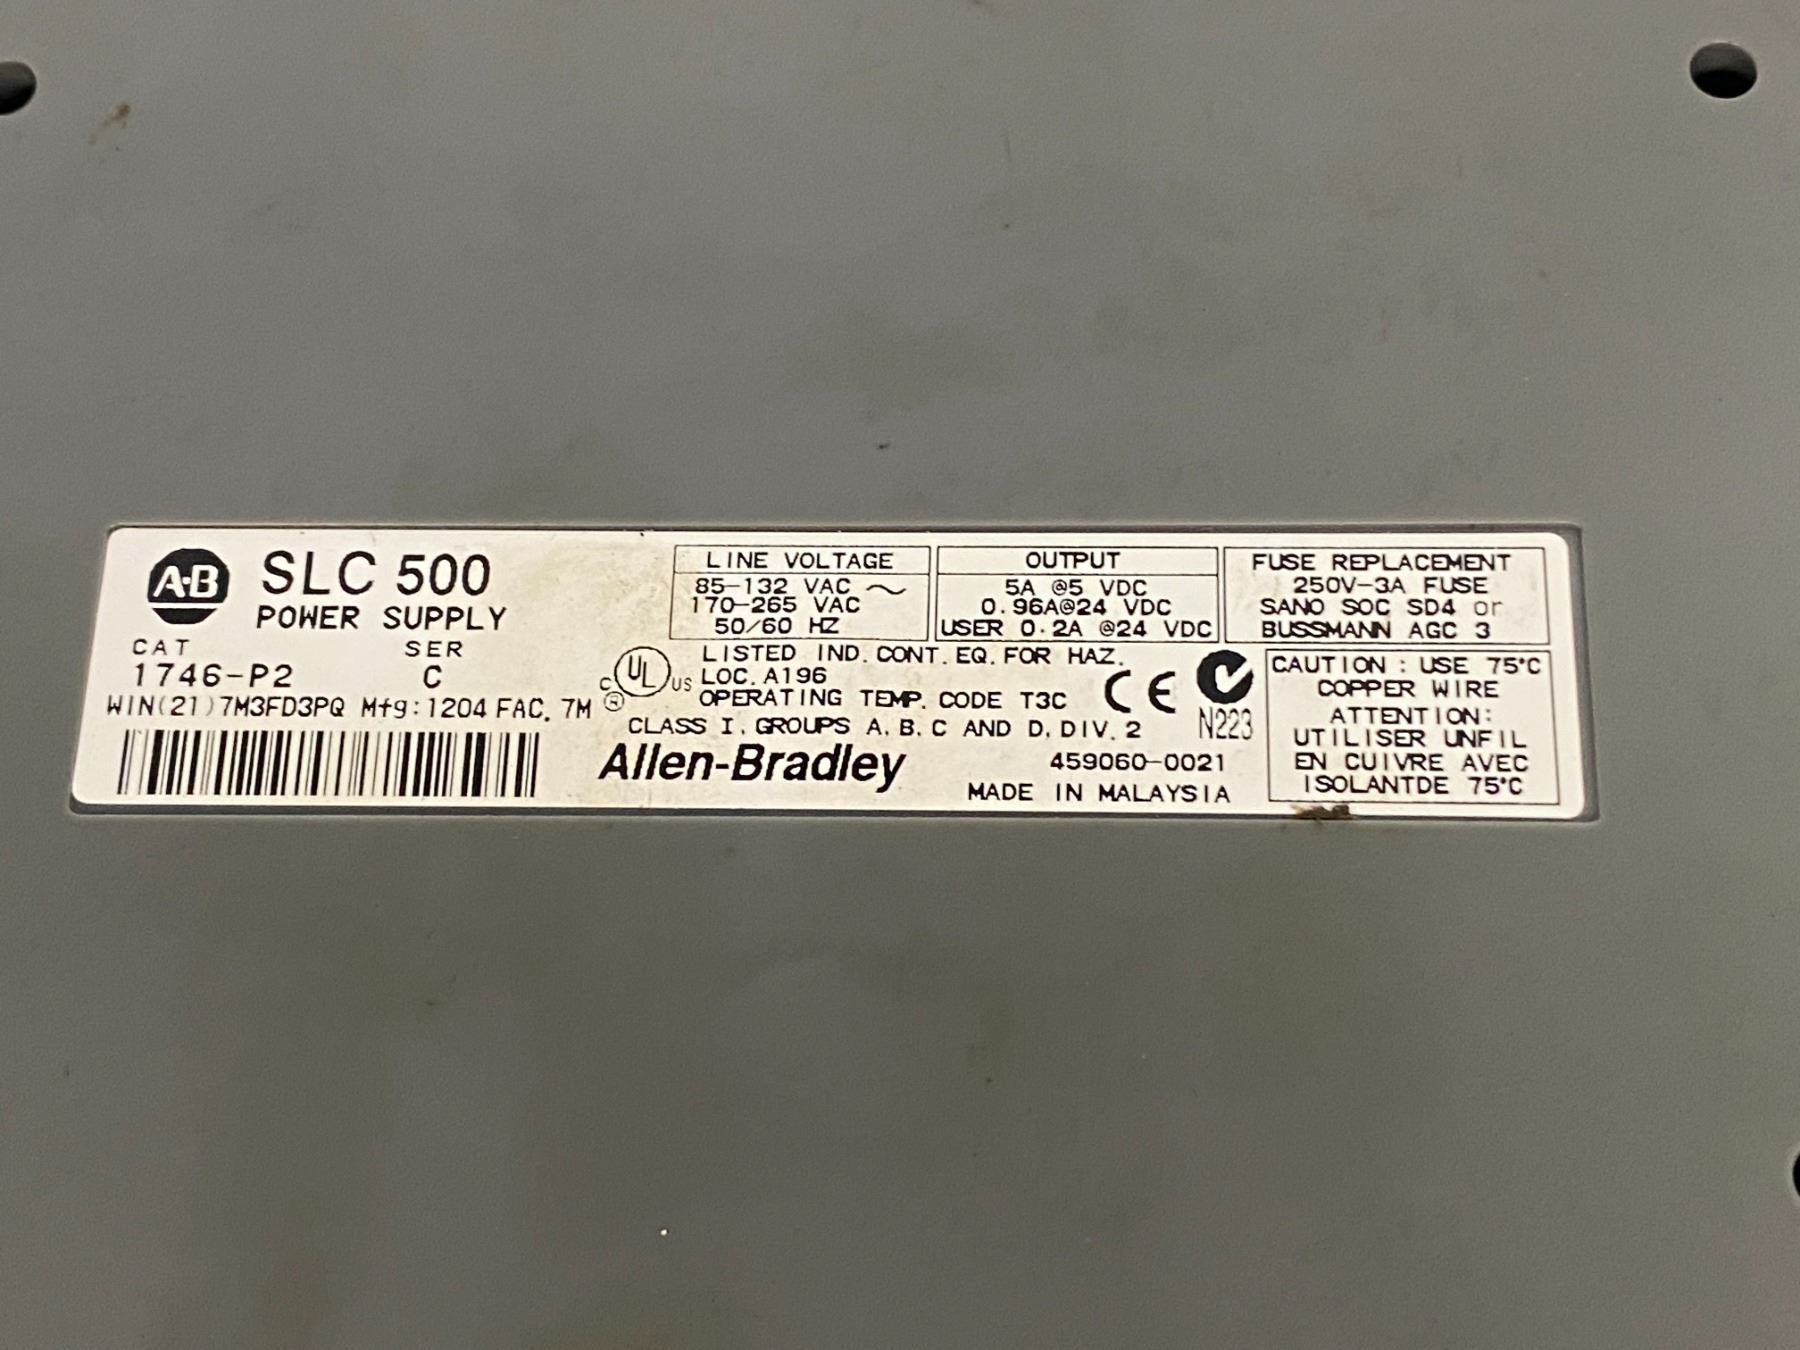 A-B SLC 500
POWER SUPPLY
CAT SER
1746-P2 C
WIN(21)7M3FD3PQ Mfg:1204 FAC. 7M
LINE VOLTAGE
85-132 VAC ~
170-265 VAC
50/60 HZ
OUTPUT
5A @5 VDC
0.96A@24 VDC
USER 0.2A @24 VDC
FUSE REPLACEMENT
250V-3A FUSE
SANO SOC SD4 or
BUSSMANN AGC 3
C UL US ®
LISTED IND. CONT. EQ. FOR HAZ.
LOC. A196
OPERATING TEMP. CODE T3C
CLASS I, GROUPS A, B, C AND D, DIV. 2
CE
N223
Allen-Bradley
459060-0021
MADE IN MALAYSIA
CAUTION: USE 75°C
COPPER WIRE
ATTENTION:
UTILISER UNFIL
EN CUIVRE AVEC
ISOLANTDE 75°C